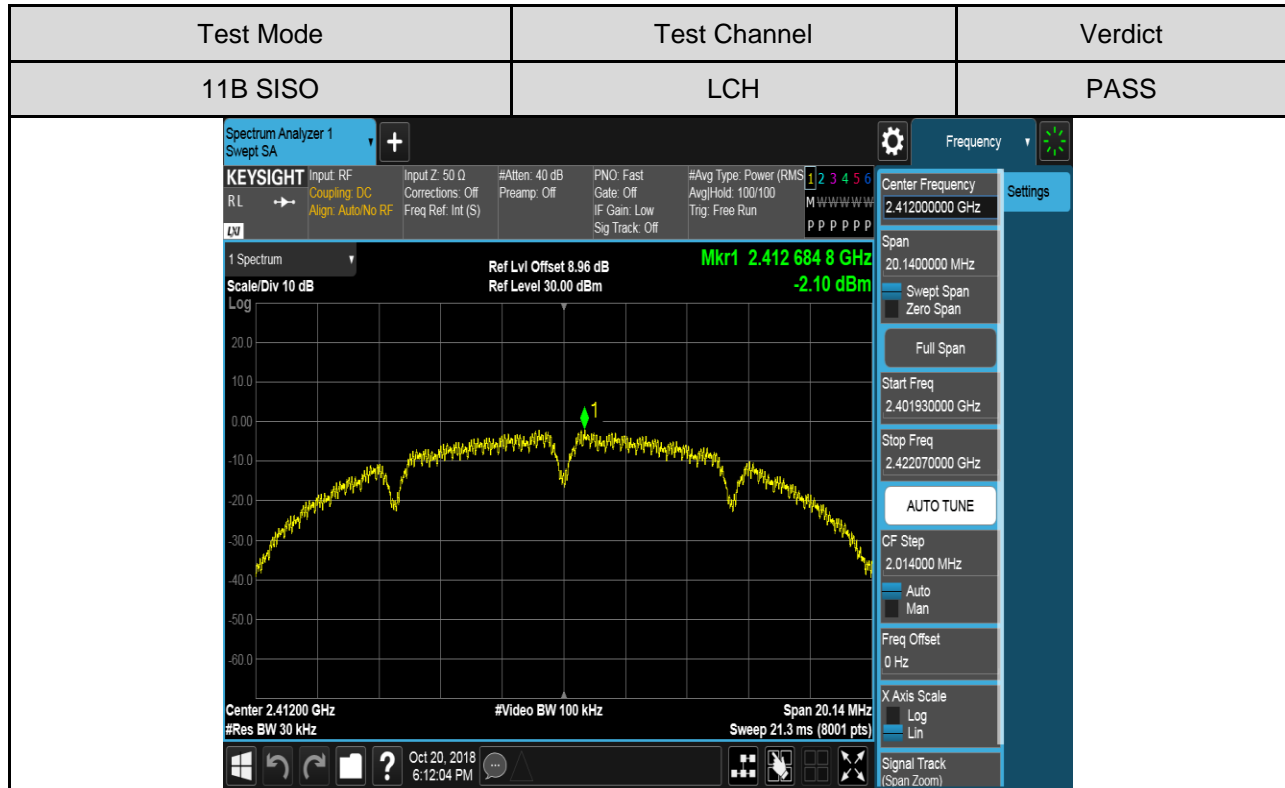 Test Mode Test Channel Verdict
11B SISO LCH PASS
Spectrum Analyzer 1
Swept SA
Frequency
KEYSIGHT
RL
LXI
Input: RF
Coupling: DC
Align: Auto/No RF
Input Z: 50 Ω
Corrections: Off
Freq Ref: Int (S)
#Atten: 40 dB
Preamp: Off
PNO: Fast
Gate: Off
IF Gain: Low
Sig Track: Off
#Avg Type: Power (RMS
Avg|Hold: 100/100
Trig: Free Run
1 2 3 4 5 6
M W W W W W
P P P P P P
1 Spectrum
Scale/Div 10 dB
Ref Lvl Offset 8.96 dB
Ref Level 30.00 dBm
Mkr1 2.412 684 8 GHz
-2.10 dBm
Log
20.0
10.0
0.00
-10.0
-20.0
-30.0
-40.0
-50.0
-60.0
1
Center 2.41200 GHz
#Res BW 30 kHz
#Video BW 100 kHz
Span 20.14 MHz
Sweep 21.3 ms (8001 pts)
?
Oct 20, 2018
6:12:04 PM
Center Frequency
2.412000000 GHz
Span
20.1400000 MHz
Swept Span
Zero Span
Full Span
Start Freq
2.401930000 GHz
Stop Freq
2.422070000 GHz
AUTO TUNE
CF Step
2.014000 MHz
Auto
Man
Freq Offset
0 Hz
X Axis Scale
Log
Lin
Signal Track
(Span Zoom)
Settings